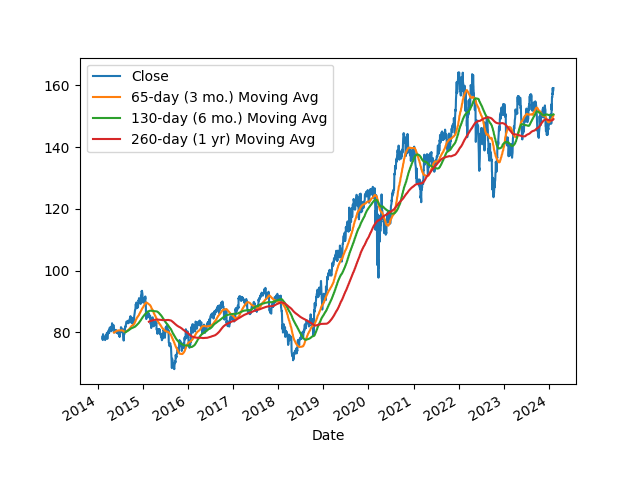 Close
65-day (3 mo.) Moving Avg
130-day (6 mo.) Moving Avg
260-day (1 yr) Moving Avg
160
140
120
100
80
2014 2015 2016 2017 2018 2019 2020 2021 2022 2023 2024
Date